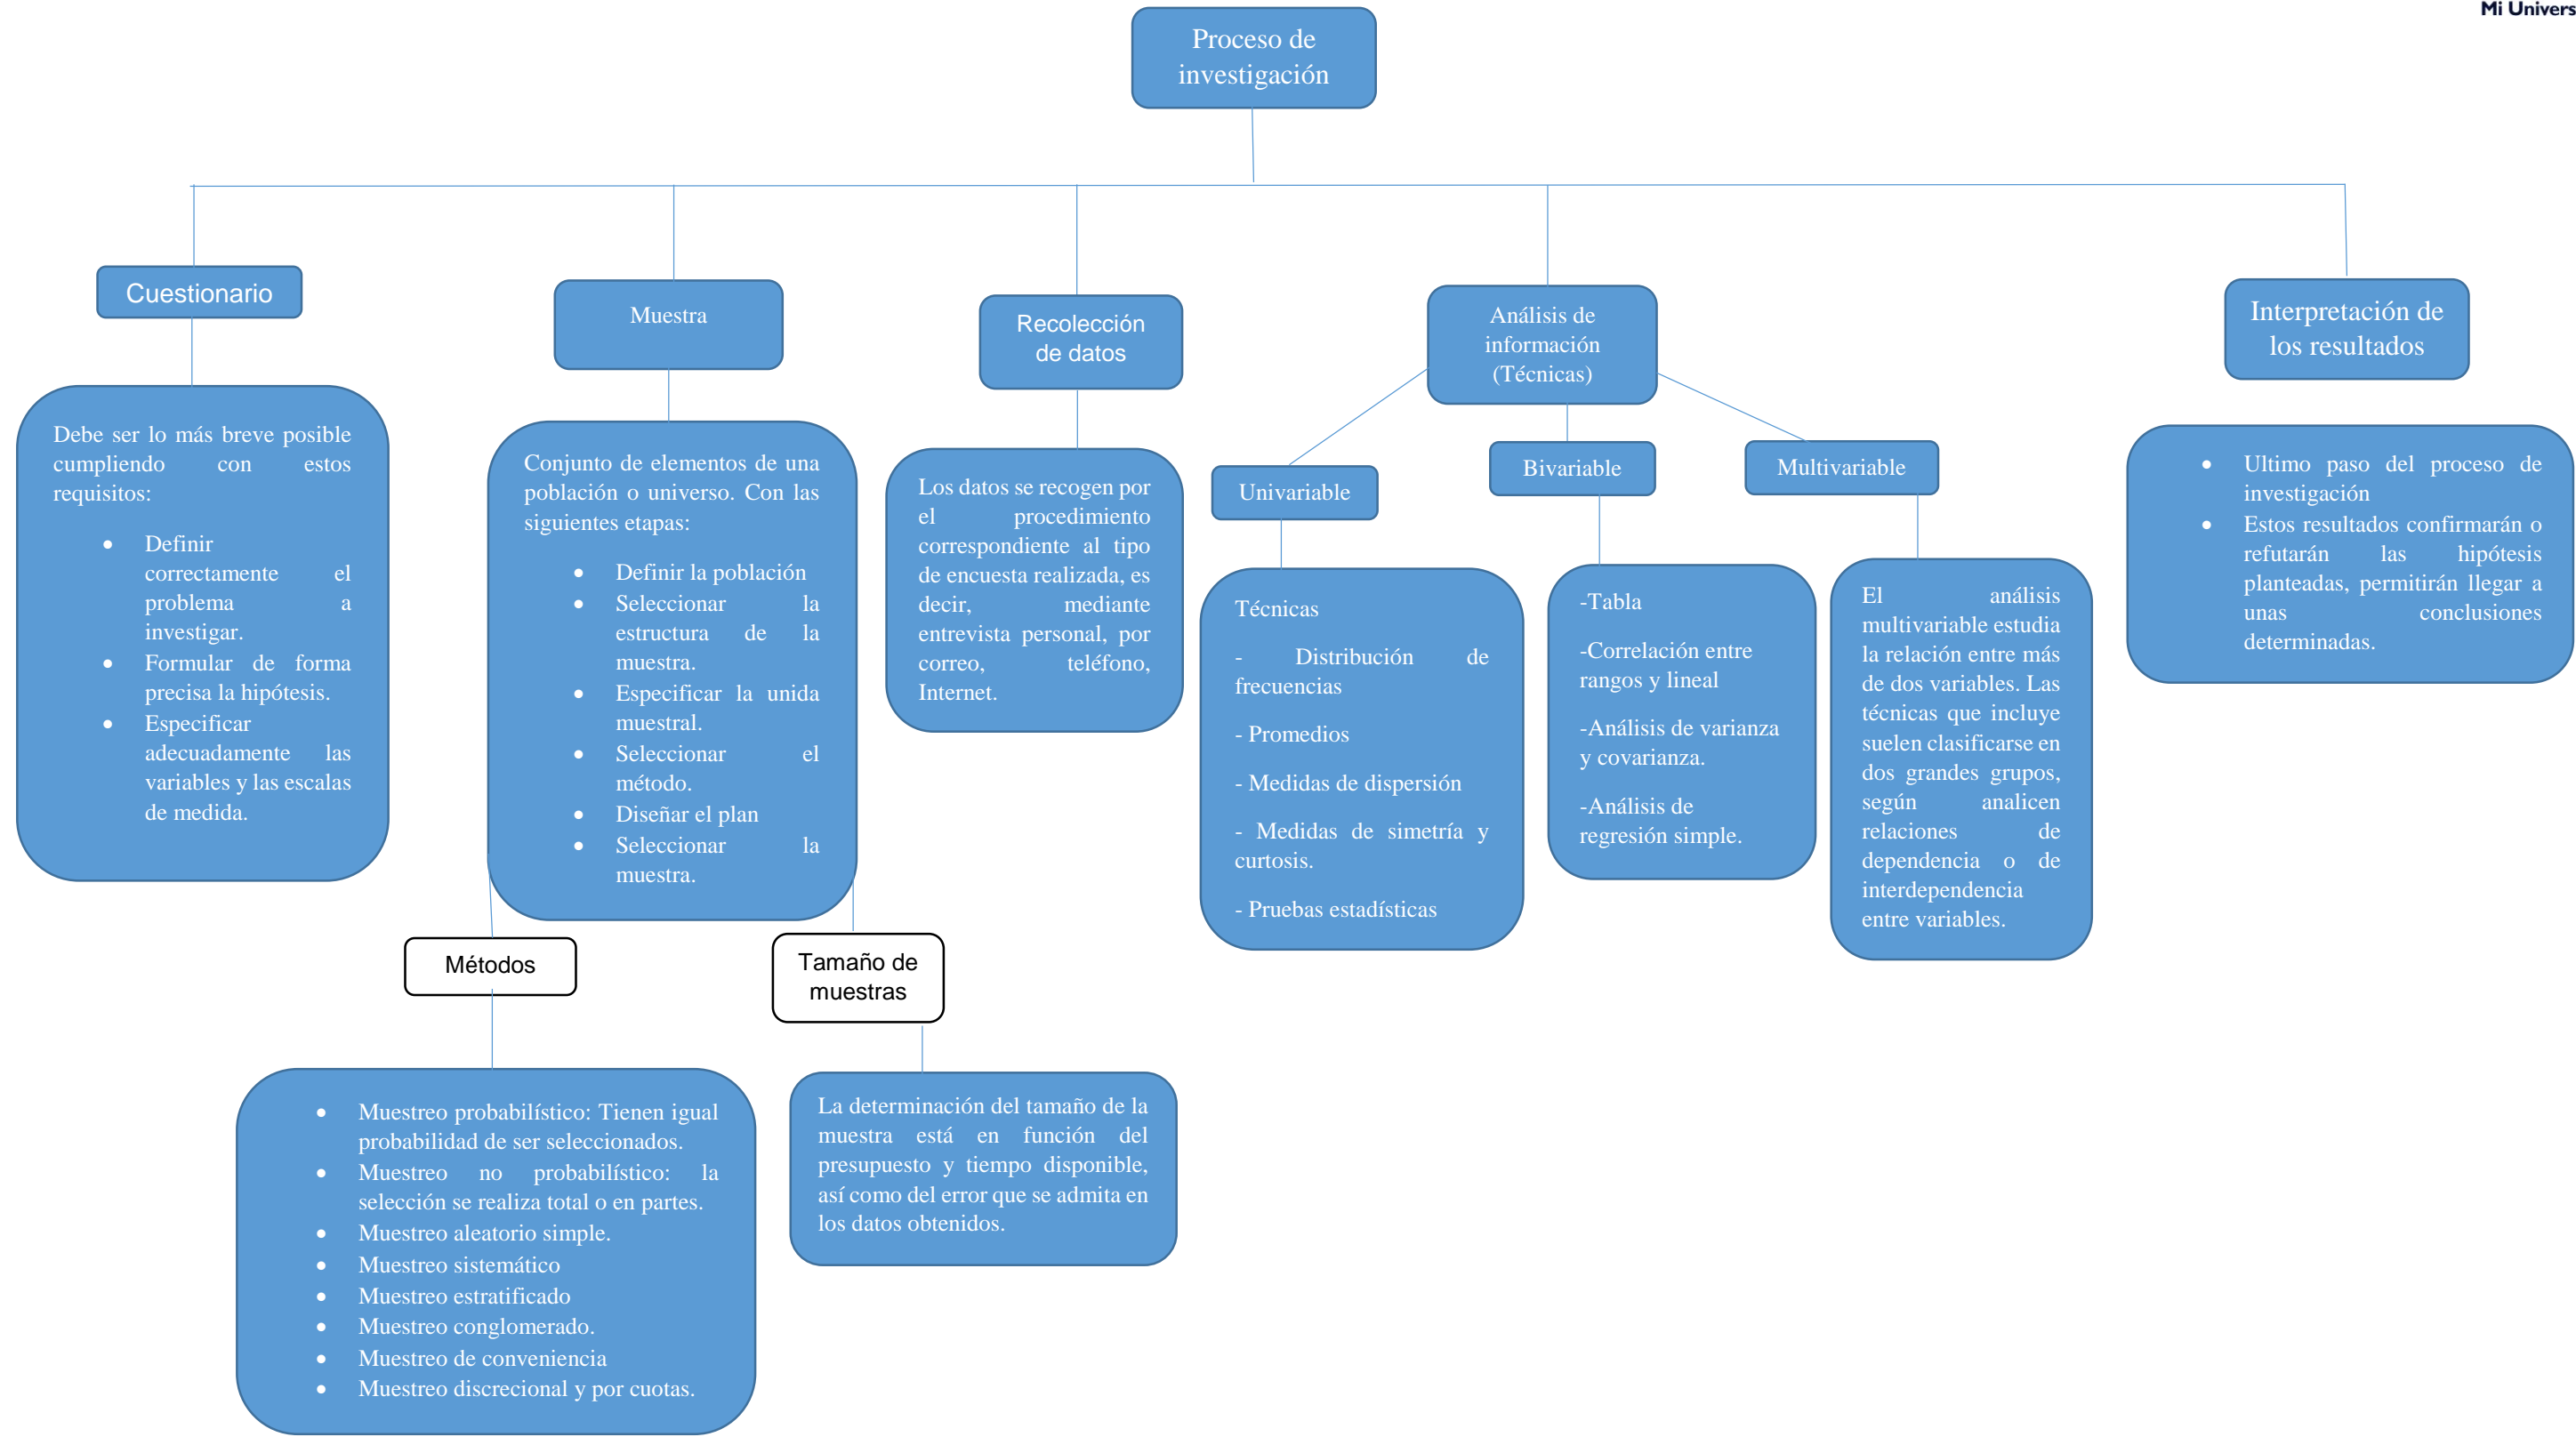 Mi Univers
Proceso de
investigación
Cuestionario
Debe ser lo más breve posible
cumpliendo con estos
requisitos:
• Definir
correctamente el
problema a
investigar.
• Formular de forma
precisa la hipótesis.
• Especificar
adecuadamente las
variables y las escalas
de medida.
Muestra
Conjunto de elementos de una
población o universo. Con las
siguientes etapas:
• Definir la población
• Seleccionar la
estructura de la
muestra.
• Especificar la unida
muestral.
• Seleccionar el
método.
• Diseñar el plan
• Seleccionar la
muestra.
Métodos
• Muestreo probabilístico: Tienen igual
probabilidad de ser seleccionados.
• Muestreo no probabilístico: la
selección se realiza total o en partes.
• Muestreo aleatorio simple.
• Muestreo sistemático
• Muestreo estratificado
• Muestreo conglomerado.
• Muestreo de conveniencia
• Muestreo discrecional y por cuotas.
Tamaño de
muestras
La determinación del tamaño de la
muestra está en función del
presupuesto y tiempo disponible,
así como del error que se admita en
los datos obtenidos.
Recolección
de datos
Los datos se recogen por
el procedimiento
correspondiente al tipo
de encuesta realizada, es
decir, mediante
entrevista personal, por
correo, teléfono,
Internet.
Análisis de
información
(Técnicas)
Univariable
Técnicas
- Distribución de
frecuencias
- Promedios
- Medidas de dispersión
- Medidas de simetría y
curtosis.
- Pruebas estadísticas
Bivariable
-Tabla
-Correlación entre
rangos y lineal
-Análisis de varianza
y covarianza.
-Análisis de
regresión simple.
Multivariable
El análisis
multivariable estudia
la relación entre más
de dos variables. Las
técnicas que incluye
suelen clasificarse en
dos grandes grupos,
según analicen
relaciones de
dependencia o de
interdependencia
entre variables.
Interpretación de
los resultados
• Ultimo paso del proceso de
investigación
• Estos resultados confirmarán o
refutarán las hipótesis
planteadas, permitirán llegar a
unas conclusiones
determinadas.